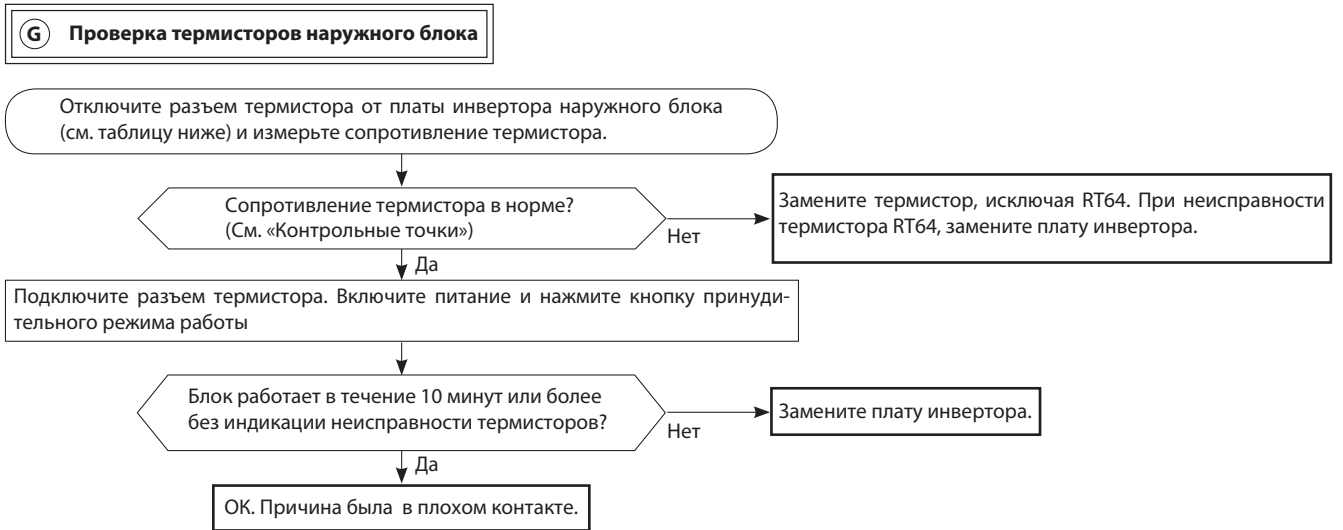 G Проверка термисторов наружного блока
Отключите разъем термистора от платы инвертора наружного блока
(см. таблицу ниже) и измерьте сопротивление термистора.
Сопротивление термистора в норме?
(См. «Контрольные точки»)
Нет
Замените термистор, исключая RT64. При неисправности
термистора RT64, замените плату инвертора.
Да
Подключите разъем термистора. Включите питание и нажмите кнопку принуди-
тельного режима работы
Блок работает в течение 10 минут или более
без индикации неисправности термисторов?
Нет
Замените плату инвертора.
Да
ОК. Причина была в плохом контакте.